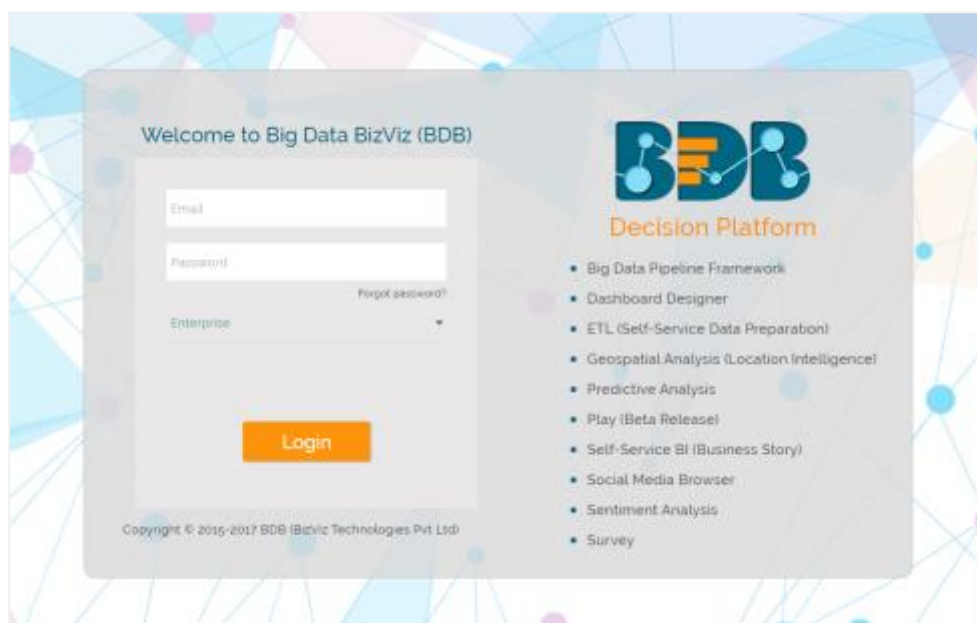 Welcome to Big Data BizViz (BDB)
Email
Password
Forgot password?
Enterprise
Login
Copyright © 2015-2017 BDB (BizViz Technologies Pvt Ltd)
BDB
Decision Platform
Big Data Pipeline Framework
Dashboard Designer
ETL (Self-Service Data Preparation)
Geospatial Analysis (Location Intelligence)
Predictive Analysis
Play (Beta Release)
Self-Service BI (Business Story)
Social Media Browser
Sentiment Analysis
Survey